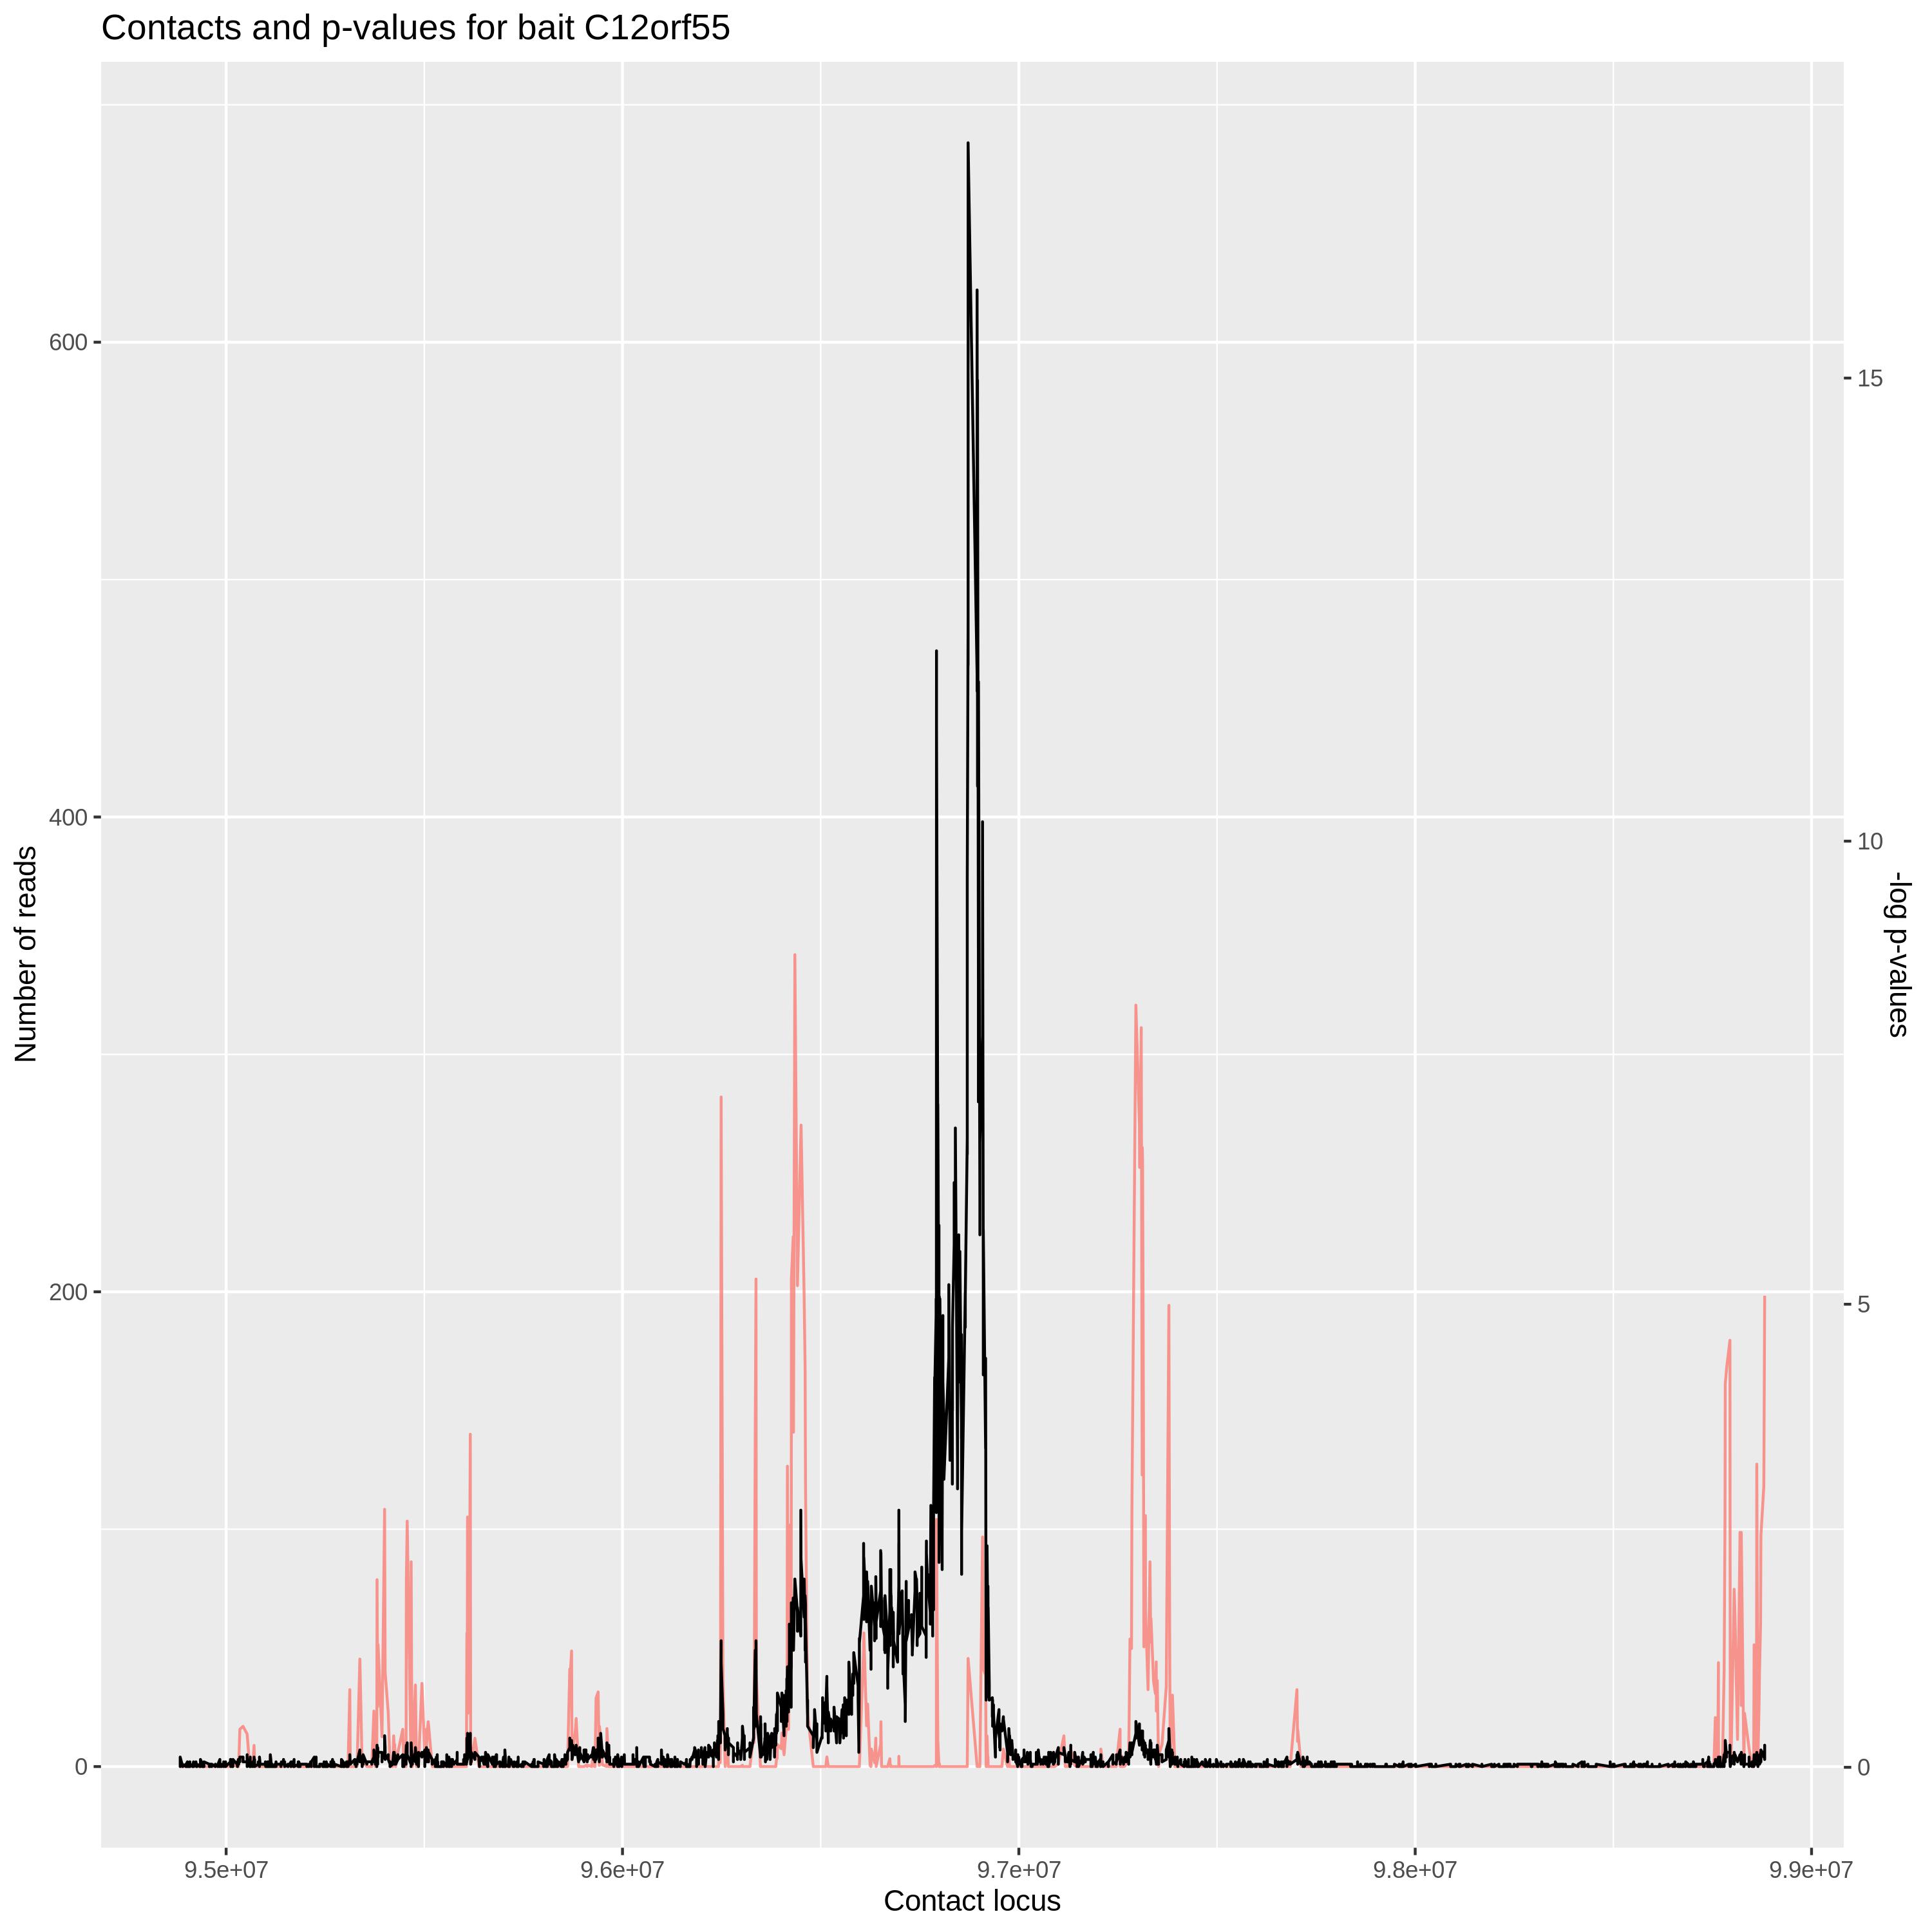 Contacts and p-values for bait C12orf55
Number of reads
600
400
200
0
15
10
5
0
-log p-values
9.5e+07
9.6e+07
9.7e+07
9.8e+07
9.9e+07
Contact locus